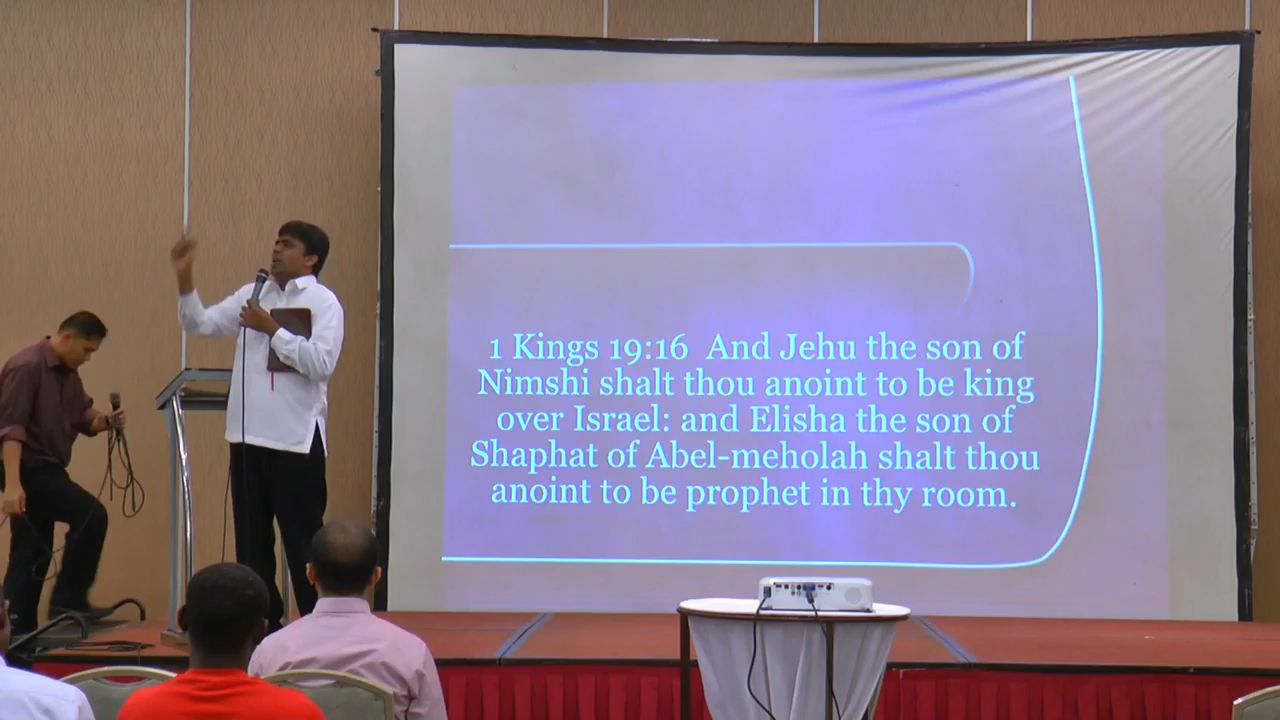 1 Kings 19:16 And Jehu the son of
Nimshi shalt thou anoint to be king
over Israel: and Elisha the son of
Shaphat of Abel-meholah shalt thou
anoint to be prophet in thy room.